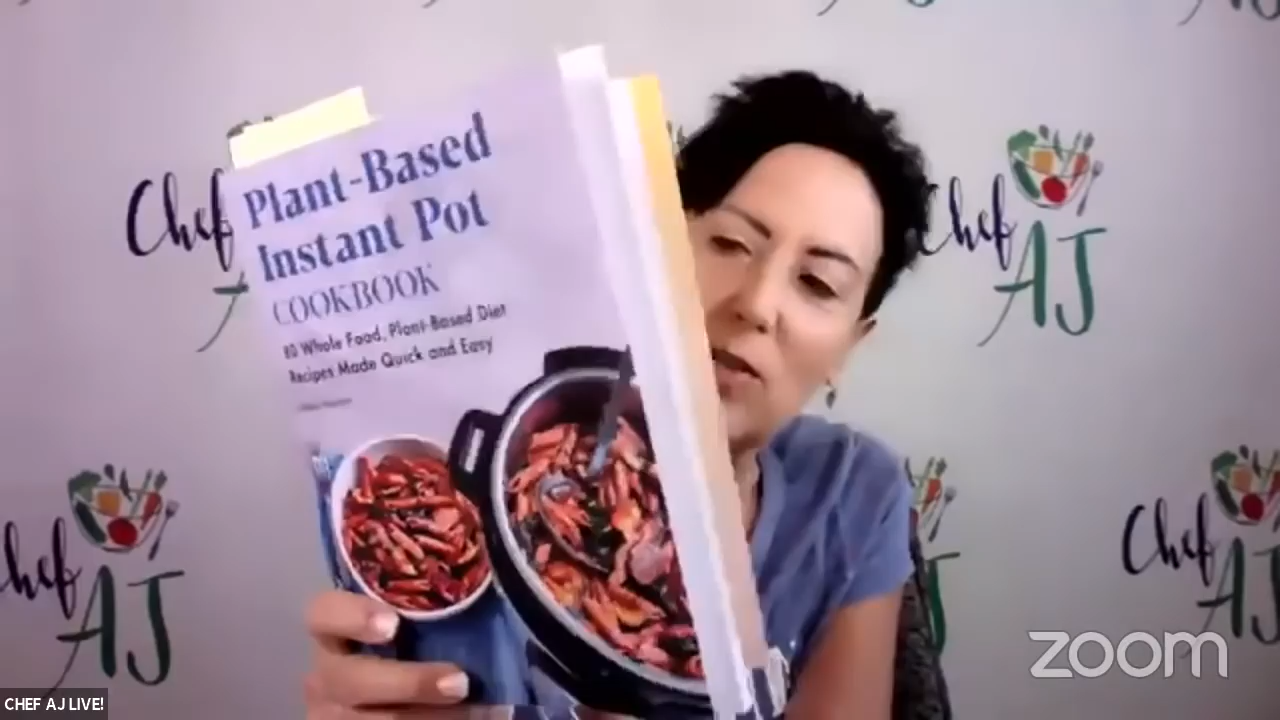 Plant-Based
Instant Pot
COOKBOOK
80 Whole Food, Plant-Based Diet
Recipes Made Quick and Easy
Chef
A
Chef
AJ
Chef
AJ
Chef
AJ
zoom
CHEF AJ LIVE!